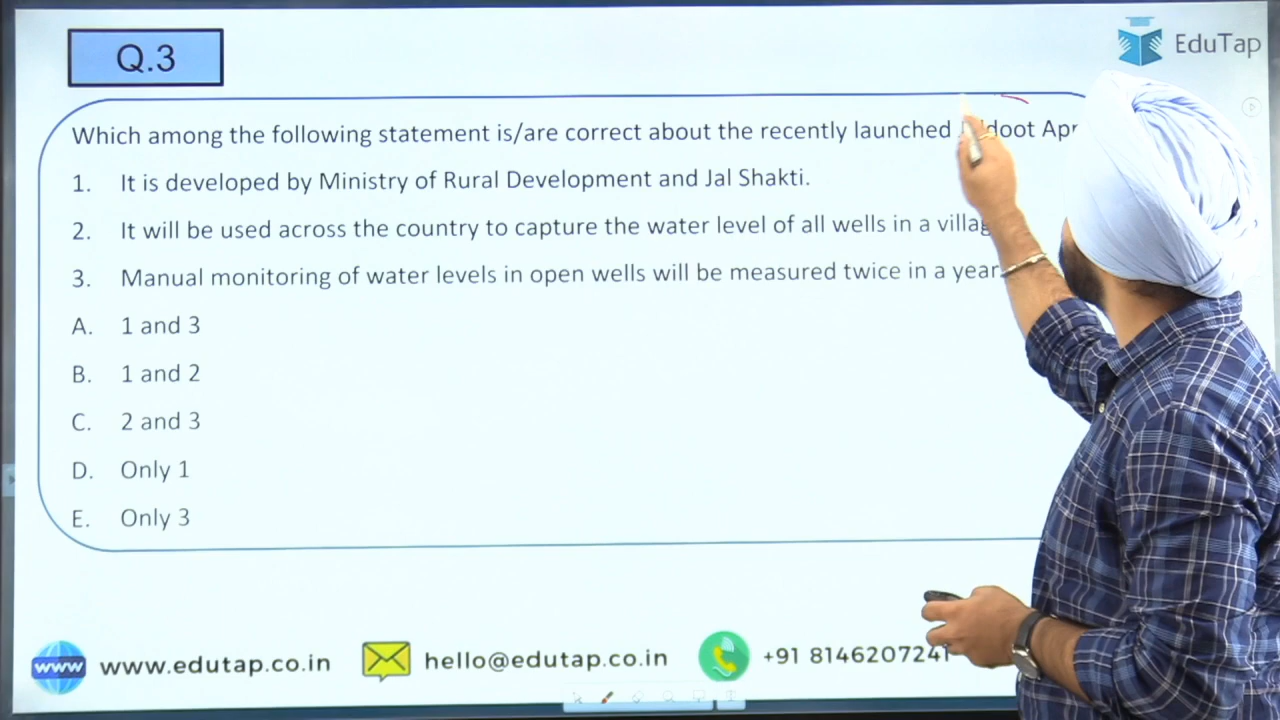 Q.3
EduTap
Which among the following statement is/are correct about the recently launched
1. It is developed by Ministry of Rural Development and Jal Shakti.
2. It will be used across the country to capture the water level of all wells in a
3. Manual monitoring of water levels in open wells will be measured twice in a year
A. 1 and 3
B. 1 and 2
C. 2 and 3
D. Only 1
E. Only 3
www www.edutap.co.in hello@edutap.co.in +91 8146207241